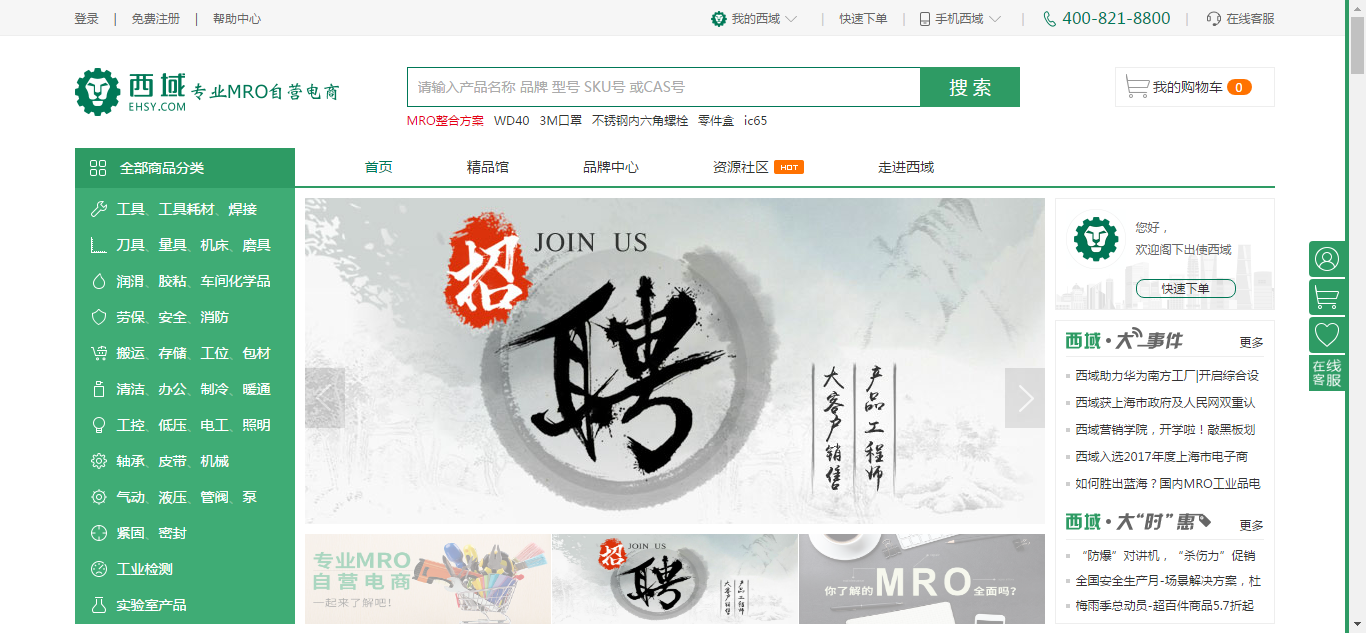 登录 | 免费注册 | 帮助中心
我的西域 | 快速下单 | 手机西域 | 400-821-8800 | 在线客服
西域 专业MRO自营电商
EHSY.COM
请输入产品名称 品牌 型号 SKU号 或CAS号
搜索
我的购物车 0
MRO整合方案 WD40 3M口罩 不锈钢内六角螺栓 零件盒 ic65
全部商品分类
首页 精品馆 品牌中心 资源社区 HOT 走进西域
工具、工具耗材、焊接
刀具、量具、机床、磨具
润滑、胶粘、车间化学品
劳保、安全、消防
搬运、存储、工位、包材
清洁、办公、制冷、暖通
工控、低压、电工、照明
轴承、皮带、机械
气动、液压、管阀、泵
紧固、密封
工业检测
实验室产品
招
JOIN US
聘
产品工程师
大客户销售
专业MRO
自营电商
一起来了解吧!
招
JOIN US
聘
产品工程师
大客户销售
你了解的MRO全面吗?
您好，
欢迎阁下出使西域
快速下单
西域·大事件
更多
西域助力华为南方工厂|开启综合设
西域获上海市政府及人民网双重认
西域营销学院，开学啦！敲黑板划
西域入选2017年度上海市电子商
如何胜出蓝海？国内MRO工业品电
西域·大“时”惠
更多
“防爆”对讲机，“杀伤力”促销
全国安全生产月-场景解决方案，杜
梅雨季总动员-超百件商品5.7折起
在线
客服